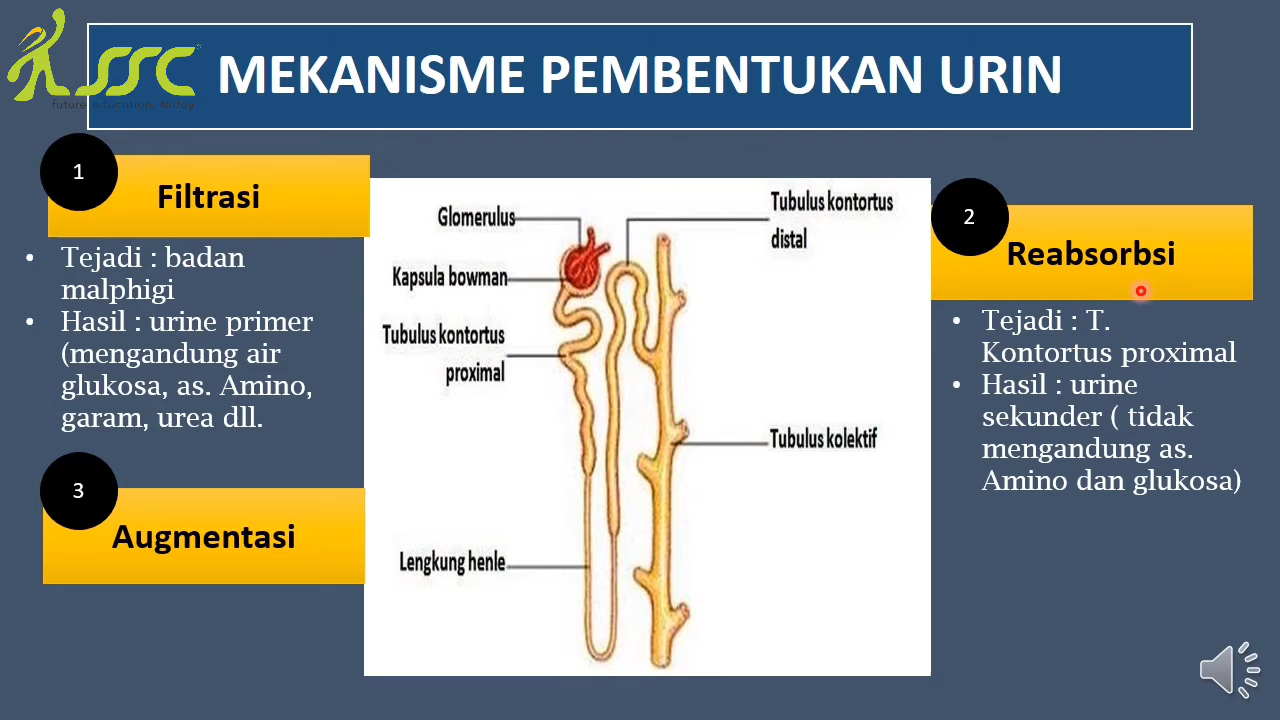 SSC
future education, today
MEKANISME PEMBENTUKAN URIN
1
Filtrasi
• Tejadi : badan
malphigi
• Hasil : urine primer
(mengandung air
glukosa, as. Amino,
garam, urea dll.
3
Augmentasi
Glomerulus
Kapsula bowman
Tubulus kontortus
proximal
Lengkung henle
Tubulus kontortus
distal
Tubulus kolektif
2
Reabsorbsi
• Tejadi : T.
Kontortus proximal
• Hasil : urine
sekunder ( tidak
mengandung as.
Amino dan glukosa)